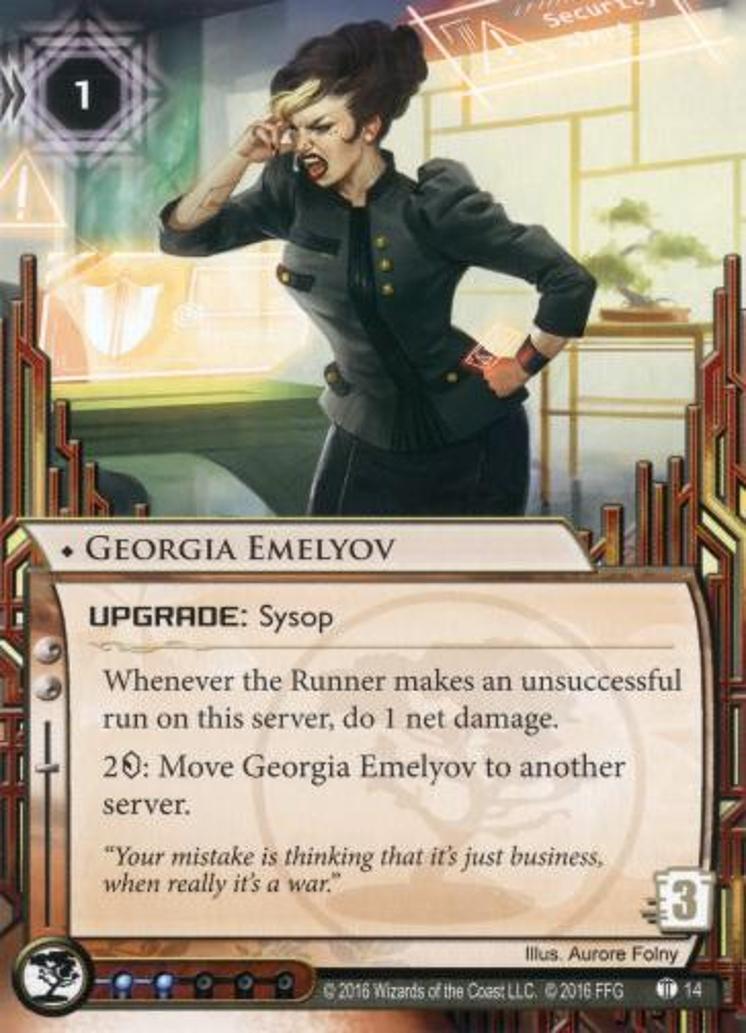 Security
Alert
1
◆ GEORGIA EMELYOV
UPGRADE: Sysop
Whenever the Runner makes an unsuccessful
run on this server, do 1 net damage.
2: Move Georgia Emelyov to another
server.
“Your mistake is thinking that it’s just business,
when really it’s a war.”
3
Illus. Aurore Folny
© 2016 Wizards of the Coast LLC. © 2016 FFG 14